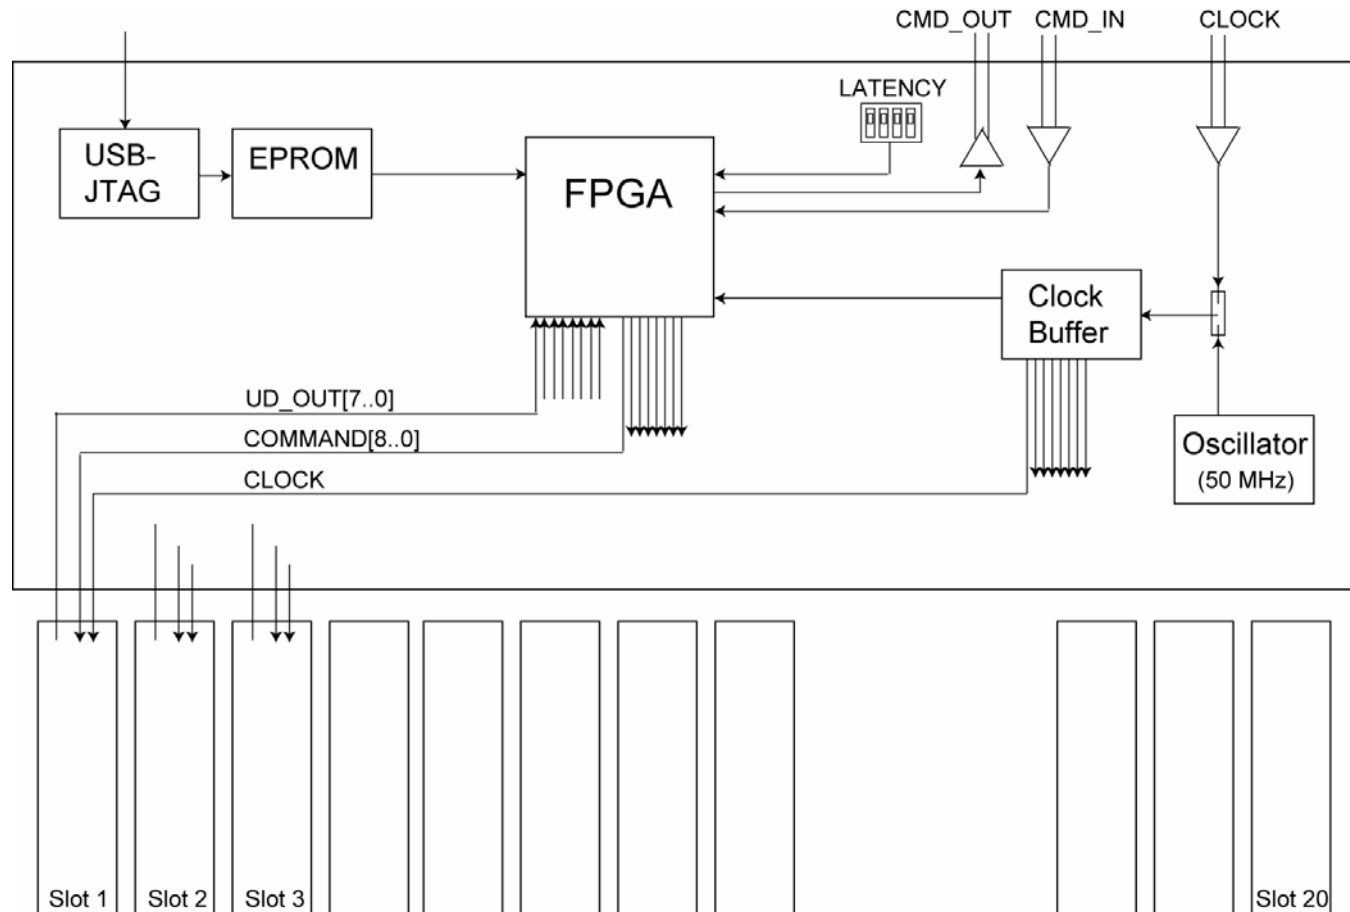 CMD_OUT
CMD_IN
CLOCK
LATENCY
USB-
JTAG
EPROM
FPGA
Clock
Buffer
UD_OUT[7..0]
COMMAND[8..0]
CLOCK
Oscillator
(50 MHz)
Slot 1
Slot 2
Slot 3
Slot 20